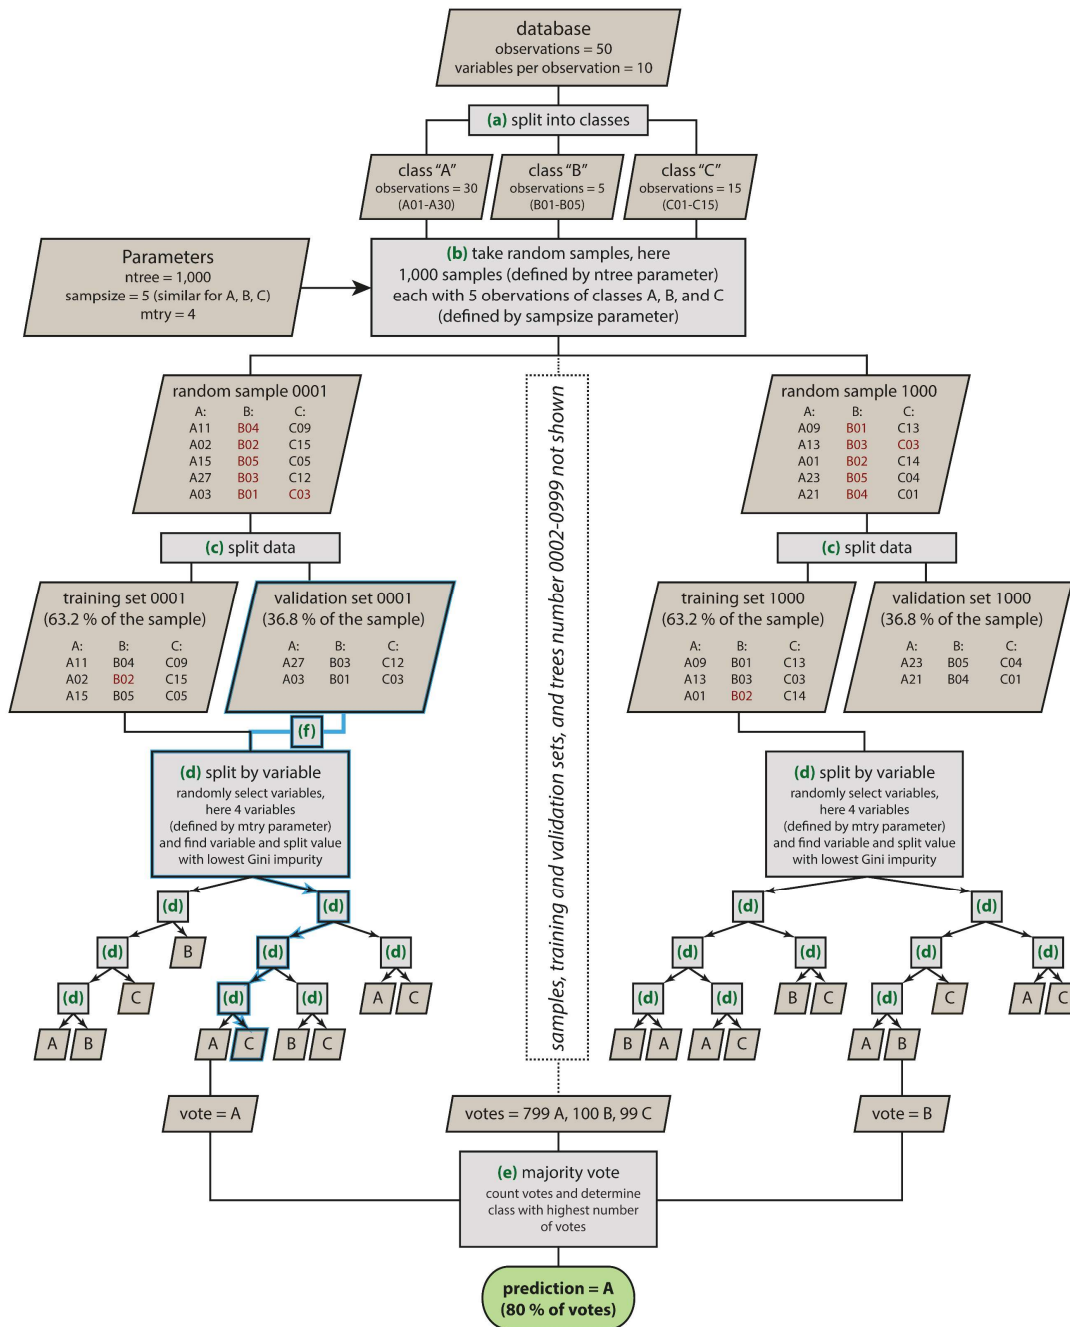 database
observations = 50
variables per observation = 10
(a) split into classes
class “A”
observations = 30
(A01-A30)
class “B”
observations = 5
(B01-B05)
class “C”
observations = 15
(C01-C15)
Parameters
ntree = 1,000
sampsize = 5 (similar for A, B, C)
mtry = 4
(b) take random samples, here
1,000 samples (defined by ntree parameter)
each with 5 obervations of classes A, B, and C
(defined by sampsize parameter)
random sample 0001
A: B: C:
A11 B04 C09
A02 B02 C15
A15 B05 C05
A27 B03 C12
A03 B01 C03
samples, training and validation sets, and trees number 0002-0999 not shown
random sample 1000
A: B: C:
A09 B01 C13
A13 B03 C03
A01 B02 C14
A23 B05 C04
A21 B04 C01
(c) split data
(c) split data
training set 0001
(63.2 % of the sample)
A: B: C:
A11 B04 C09
A02 B02 C15
A15 B05 C05
validation set 0001
(36.8 % of the sample)
A: B: C:
A27 B03 C12
A03 B01 C03
training set 1000
(63.2 % of the sample)
A: B: C:
A09 B01 C13
A13 B03 C03
A01 B02 C14
validation set 1000
(36.8 % of the sample)
A: B: C:
A23 B05 C04
A21 B04 C01
(f)
(d) split by variable
randomly select variables,
here 4 variables
(defined by mtry parameter)
and find variable and split value
with lowest Gini impurity
(d) split by variable
randomly select variables,
here 4 variables
(defined by mtry parameter)
and find variable and split value
with lowest Gini impurity
(d) (d) (d) (d)
(d) B (d) (d) (d) (d) (d) (d)
(d) C (d) (d) A C (d) (d) B C (d) C A C
A B A C B C B A A C A B
vote = A
votes = 799 A, 100 B, 99 C
vote = B
(e) majority vote
count votes and determine
class with highest number
of votes
prediction = A
(80 % of votes)